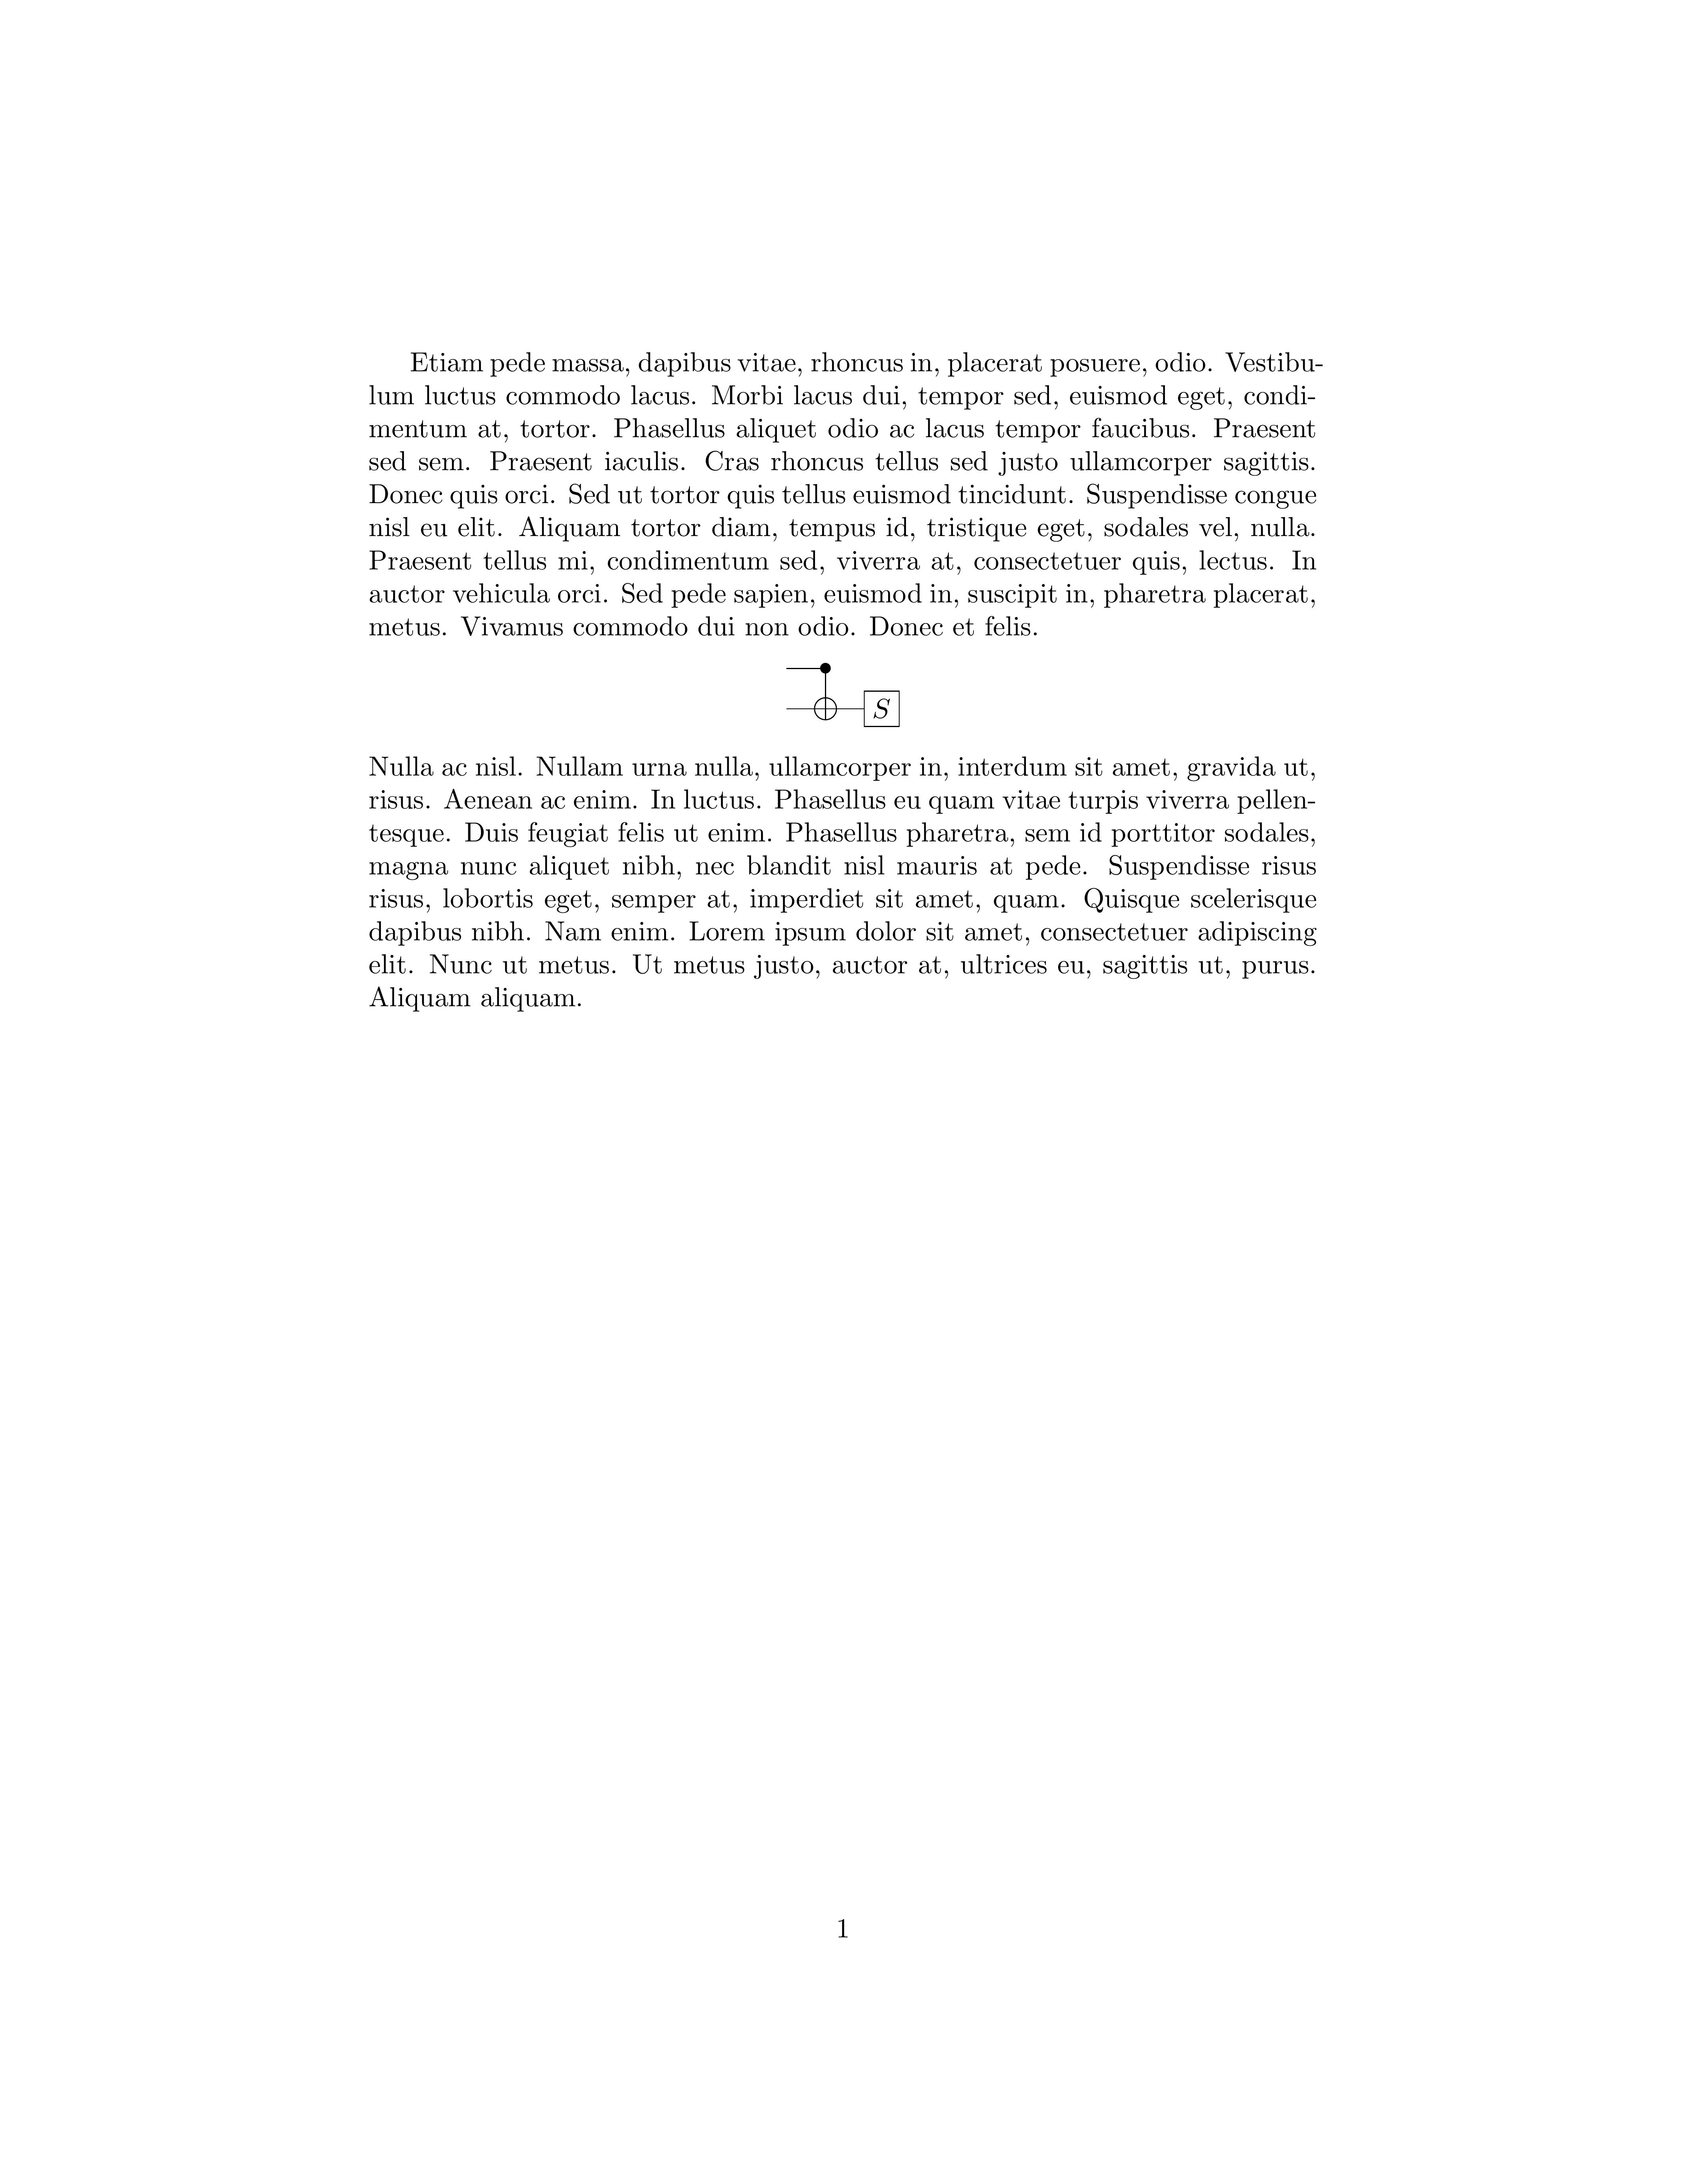 Etiam pede massa, dapibus vitae, rhoncus in, placerat posuere, odio. Vestibu-
lum luctus commodo lacus. Morbi lacus dui, tempor sed, euismod eget, condi-
mentum at, tortor. Phasellus aliquet odio ac lacus tempor faucibus. Praesent
sed sem. Praesent iaculis. Cras rhoncus tellus sed justo ullamcorper sagittis.
Donec quis orci. Sed ut tortor quis tellus euismod tincidunt. Suspendisse congue
nisl eu elit. Aliquam tortor diam, tempus id, tristique eget, sodales vel, nulla.
Praesent tellus mi, condimentum sed, viverra at, consectetuer quis, lectus. In
auctor vehicula orci. Sed pede sapien, euismod in, suscipit in, pharetra placerat,
metus. Vivamus commodo dui non odio. Donec et felis.
S
Nulla ac nisl. Nullam urna nulla, ullamcorper in, interdum sit amet, gravida ut,
risus. Aenean ac enim. In luctus. Phasellus eu quam vitae turpis viverra pellen-
tesque. Duis feugiat felis ut enim. Phasellus pharetra, sem id porttitor sodales,
magna nunc aliquet nibh, nec blandit nisl mauris at pede. Suspendisse risus
risus, lobortis eget, semper at, imperdiet sit amet, quam. Quisque scelerisque
dapibus nibh. Nam enim. Lorem ipsum dolor sit amet, consectetuer adipiscing
elit. Nunc ut metus. Ut metus justo, auctor at, ultrices eu, sagittis ut, purus.
Aliquam aliquam.
1